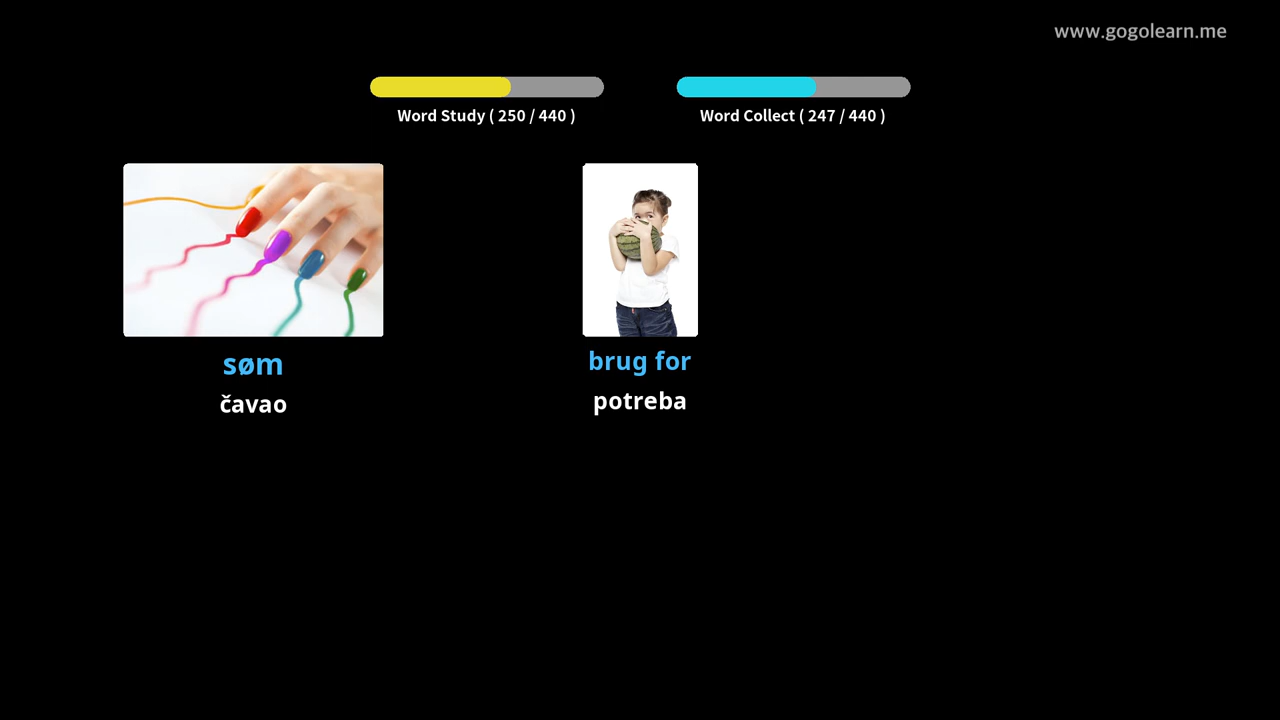 www.gogolearn.me
Word Study ( 250 / 440 )
Word Collect ( 247 / 440 )
søm
čavao
brug for
potreba